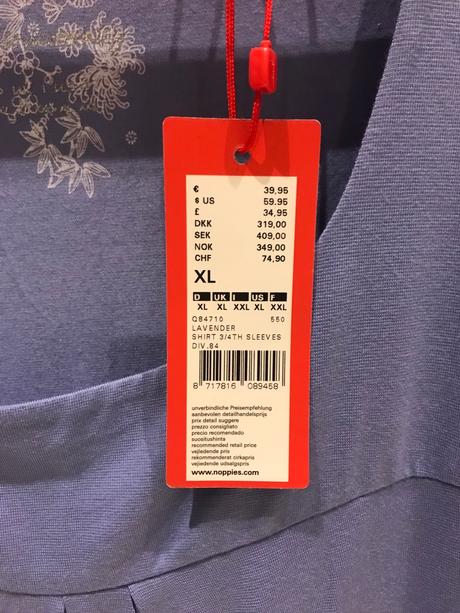 € 39,95
$ US 59.95
£ 34,95
DKK 319,00
SEK 409,00
NOK 349,00
CHF 74,90
XL
D UK I US F
XL XL XXL XL XXL
Q84710 550
LAVENDER
SHIRT 3/4TH SLEEVES
DIV.84
8 717816 089458
unverbindliche Preisempfehlung
aanbevolen detailhandelsprijs
prix detail suggere
prezzo consigliato
precio recomendado
suositushinta
recommended retail price
vejledende pris
rekommenderat cirkapris
vejiedende udsalgspris
www.noppies.com